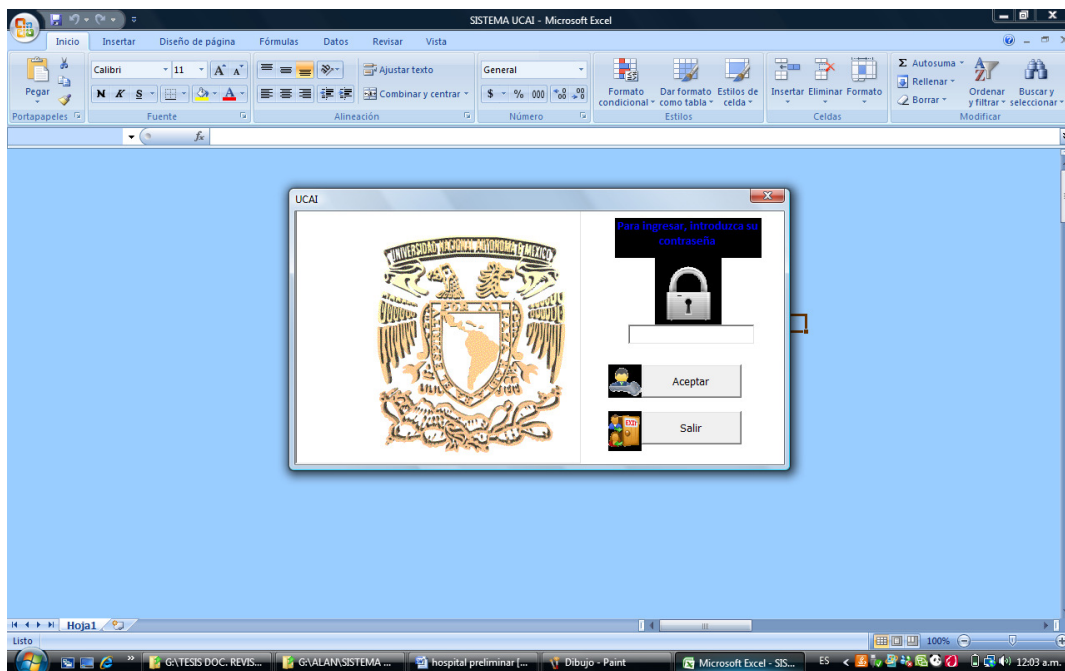 SISTEMA UCAI - Microsoft Excel
Inicio Insertar Diseño de página Fórmulas Datos Revisar Vista
Pegar
Calibri 11 A A
N K S A
Ajustar texto
Combinar y centrar
General
$ % 000
Formato condicional
Dar formato como tabla
Estilos de celda
Insertar Eliminar Formato
Σ Autosuma
Rellenar
Borrar
Ordenar y filtrar
Buscar y seleccionar
Portapapeles Fuente Alineación Número Estilos Celdas Modificar
fx
UCAI
UNIVERSIDAD NACIONAL AUTONOMA DE MEXICO
Para ingresar, introduzca su
contraseña
Aceptar
EXIT
Salir
Hoja1
Listo
100%
G:\TESIS DOC. REVIS... G:\ALAN\SISTEMA ... hospital preliminar [... Dibujo - Paint Microsoft Excel - SIS... ES 12:03 a.m.